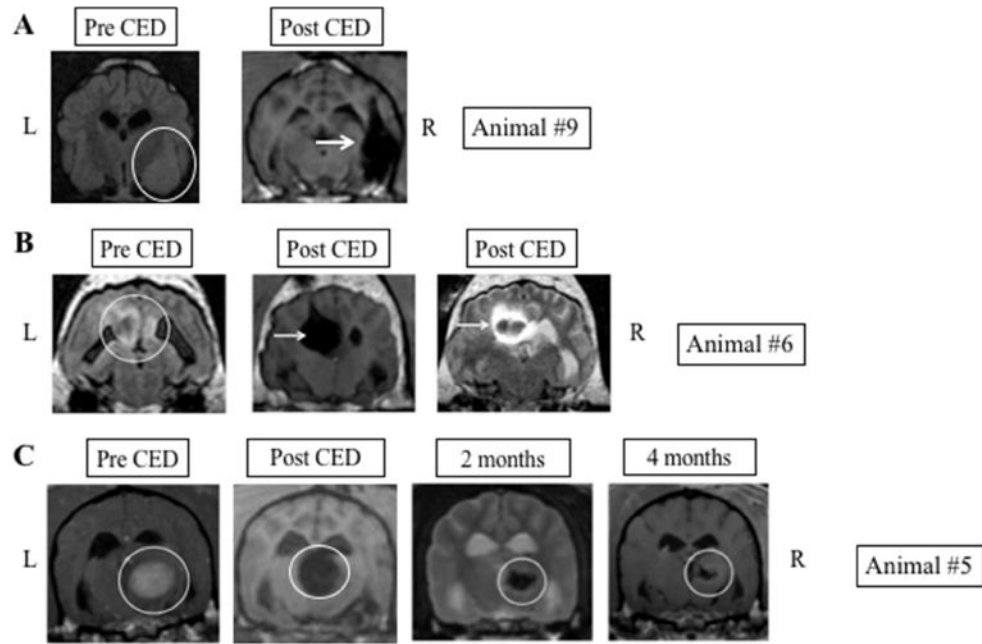 A
Pre CED
Post CED
L
R
Animal #9
B
Pre CED
Post CED
Post CED
L
R
Animal #6
C
Pre CED
Post CED
2 months
4 months
L
R
Animal #5